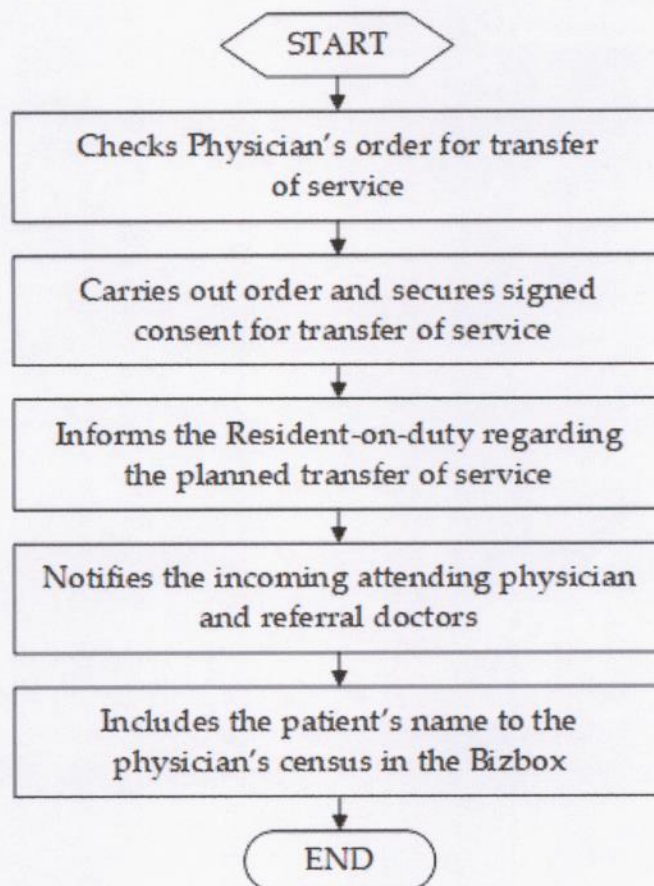 START
Checks Physician's order for transfer
of service
Carries out order and secures signed
consent for transfer of service
Informs the Resident-on-duty regarding
the planned transfer of service
Notifies the incoming attending physician
and referral doctors
Includes the patient's name to the
physician's census in the Bizbox
END